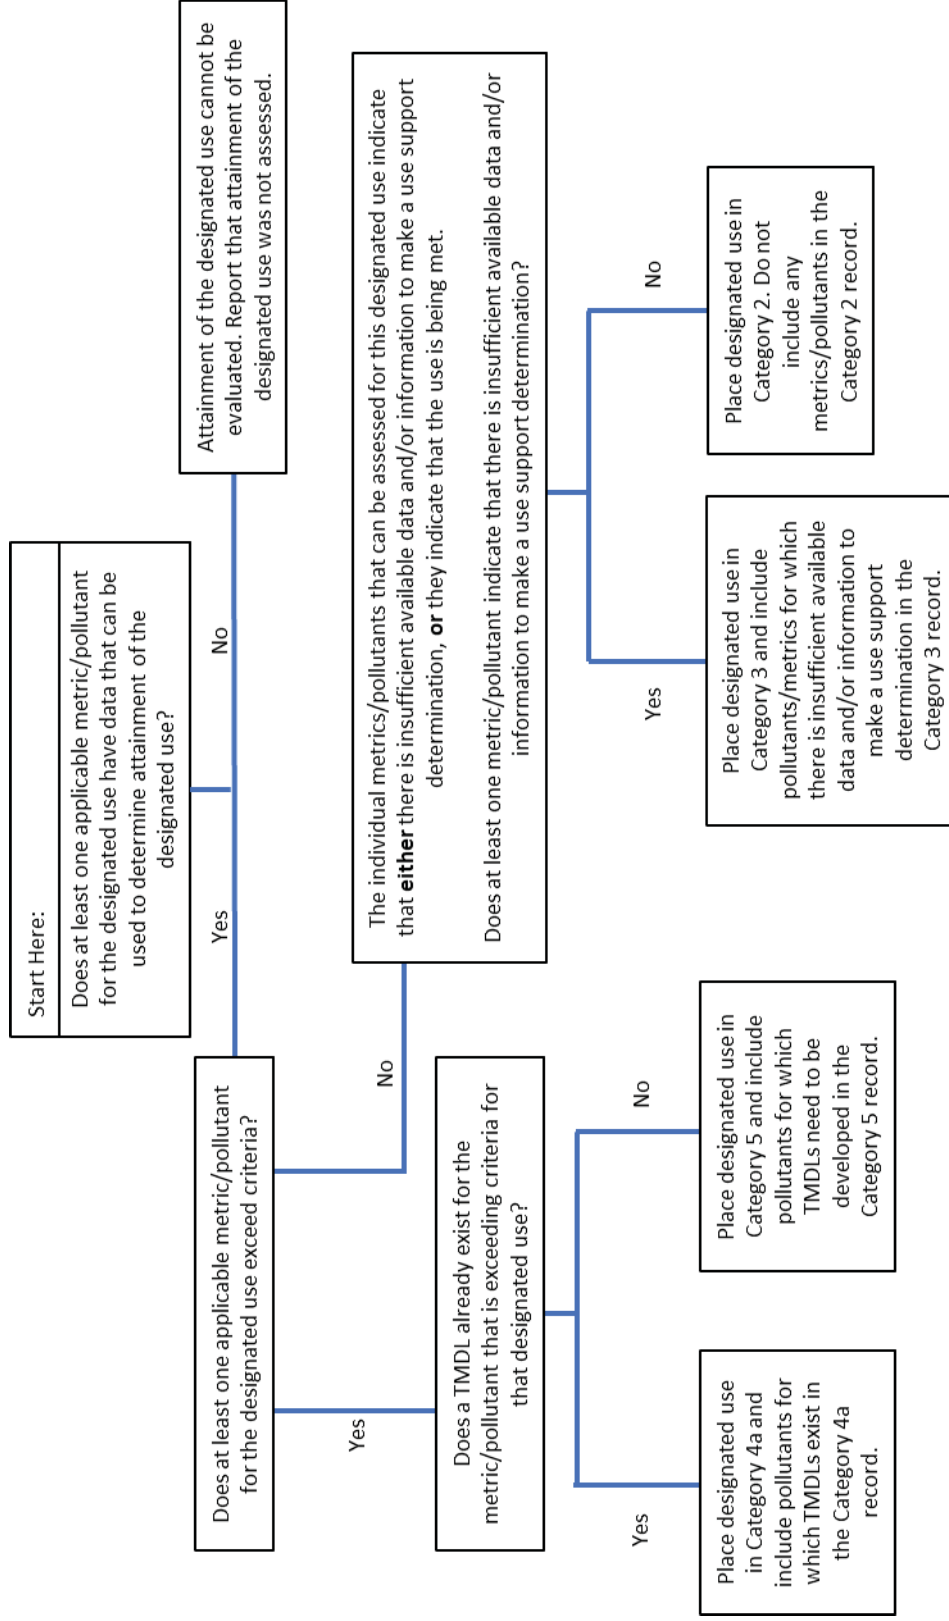 Start Here:
Does at least one applicable metric/pollutant
for the designated use have data that can be
used to determine attainment of the
designated use?
Yes
No
Attainment of the designated use cannot be
evaluated. Report that attainment of the
designated use was not assessed.
Does at least one applicable metric/pollutant
for the designated use exceed criteria?
Yes
No
The individual metrics/pollutants that can be assessed for this designated use indicate
that either there is insufficient available data and/or information to make a use support
determination, or they indicate that the use is being met.
Does at least one metric/pollutant indicate that there is insufficient available data and/or
information to make a use support determination?
Does a TMDL already exist for the
metric/pollutant that is exceeding criteria for
that designated use?
Yes
No
Yes
No
Place designated use
in Category 4a and
include pollutants for
which TMDLs exist in
the Category 4a
record.
Place designated use in
Category 5 and include
pollutants for which
TMDLs need to be
developed in the
Category 5 record.
Place designated use in
Category 3 and include
pollutants/metrics for which
there is insufficient available
data and/or information to
make a use support
determination in the
Category 3 record.
Place designated use in
Category 2. Do not
include any
metrics/pollutants in the
Category 2 record.